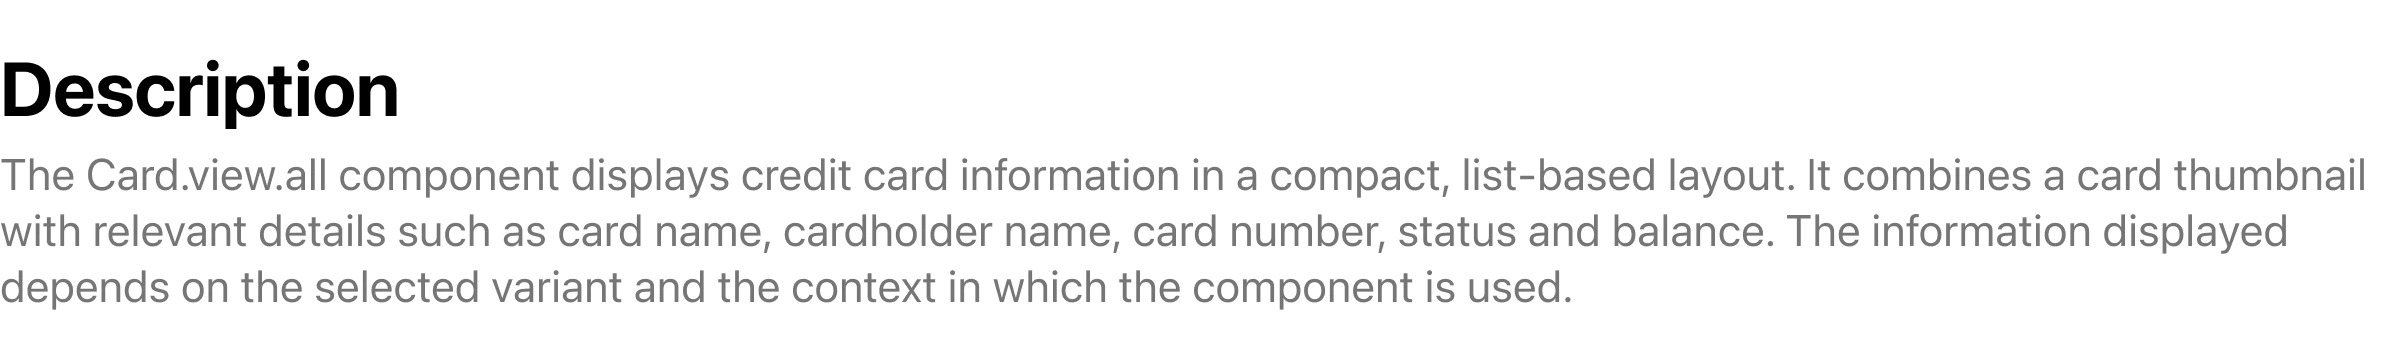 Description
The Card.view.all component displays credit card information in a compact, list-based layout. It combines a card thumbnail
with relevant details such as card name, cardholder name, card number, status and balance. The information displayed
depends on the selected variant and the context in which the component is used.